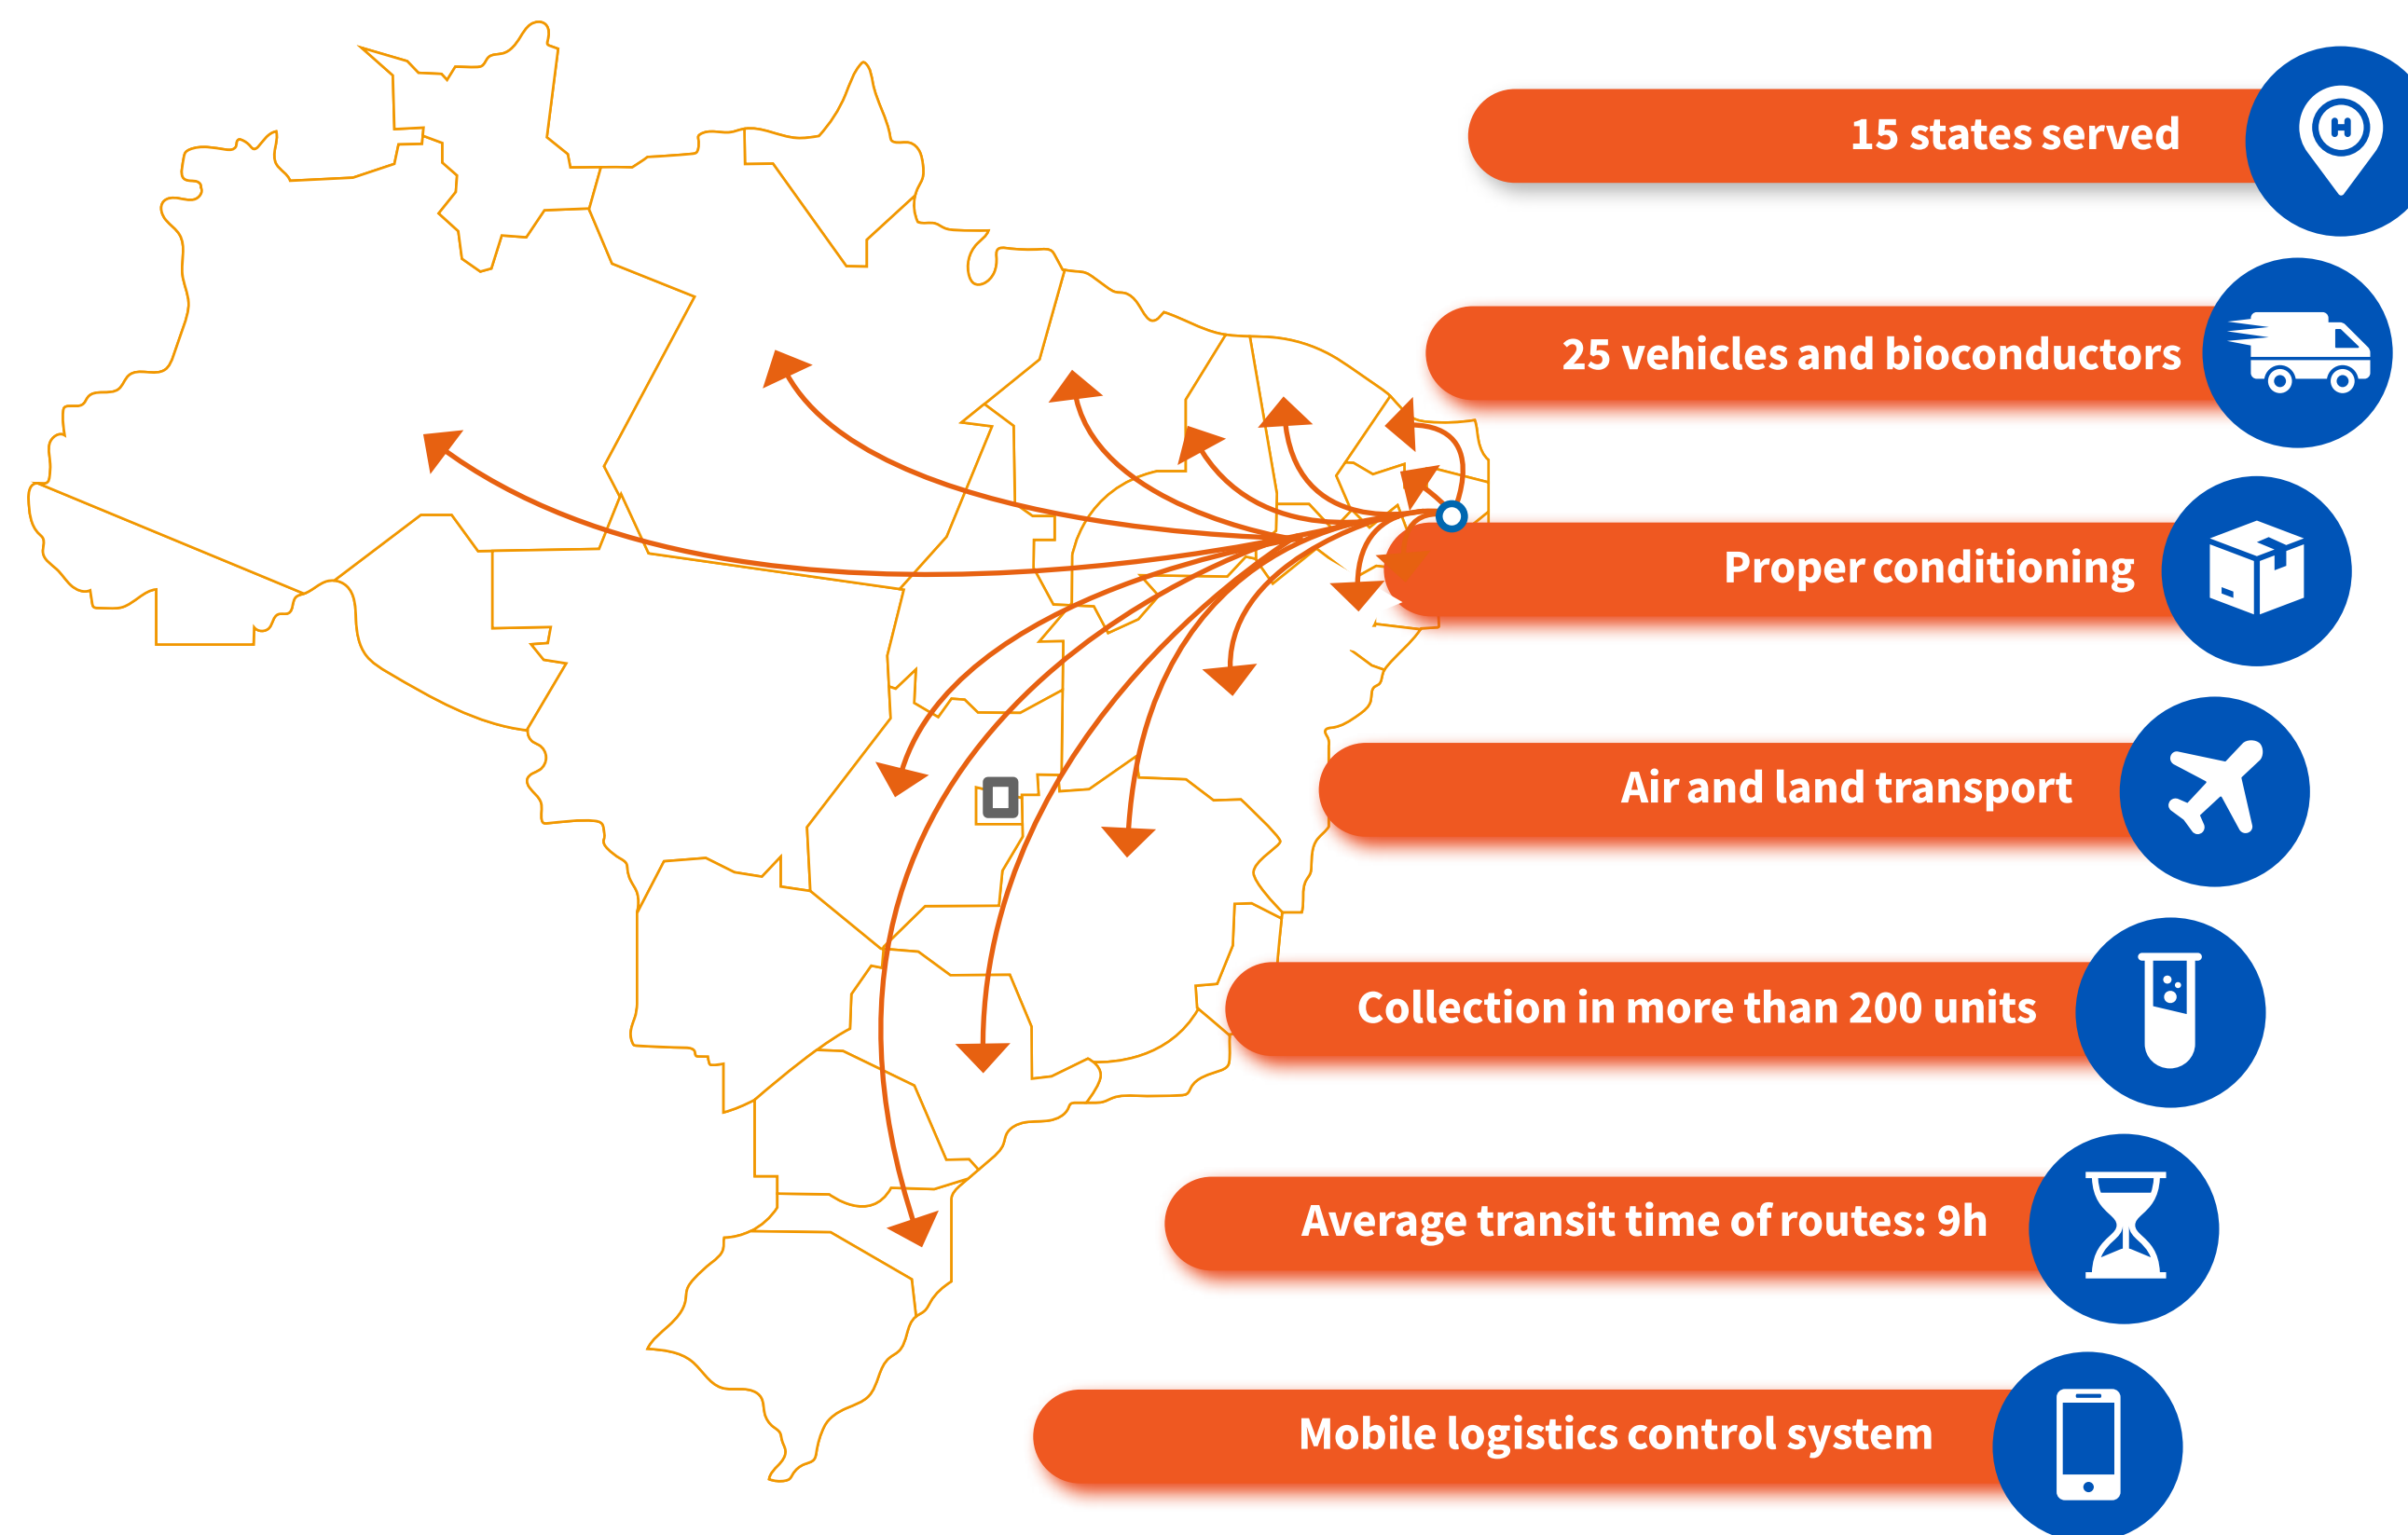 15 states served
25 vehicles and bioconductors
Proper conditioning
Air and land transport
Collection in more than 200 units
Average transit time of routes: 9h
Mobile logistics control system